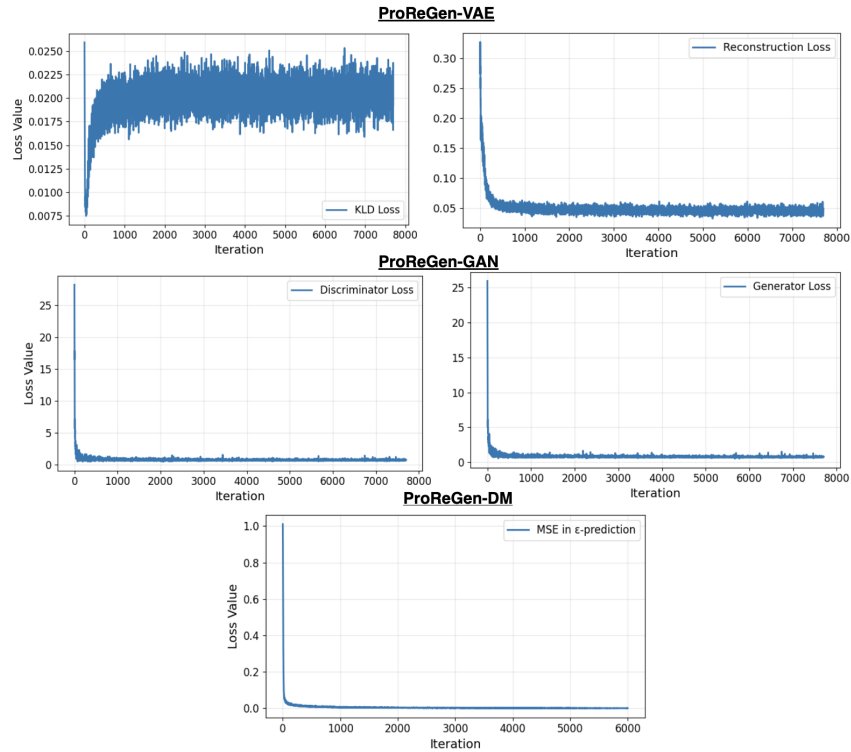 ProReGen-VAE
0.0250
0.0225
0.0200
0.0175
0.0150
0.0125
0.0100
0.0075
Loss Value
KLD Loss
0 1000 2000 3000 4000 5000 6000 7000 8000
Iteration
Reconstruction Loss
0.30
0.25
0.20
0.15
0.10
0.05
0 1000 2000 3000 4000 5000 6000 7000 8000
Iteration
ProReGen-GAN
Discriminator Loss
25
20
15
10
5
0
Loss Value
0 1000 2000 3000 4000 5000 6000 7000 8000
Iteration
Generator Loss
25
20
15
10
5
0
0 1000 2000 3000 4000 5000 6000 7000 8000
Iteration
ProReGen-DM
MSE in ε-prediction
1.0
0.8
0.6
0.4
0.2
0.0
Loss Value
0 1000 2000 3000 4000 5000 6000
Iteration